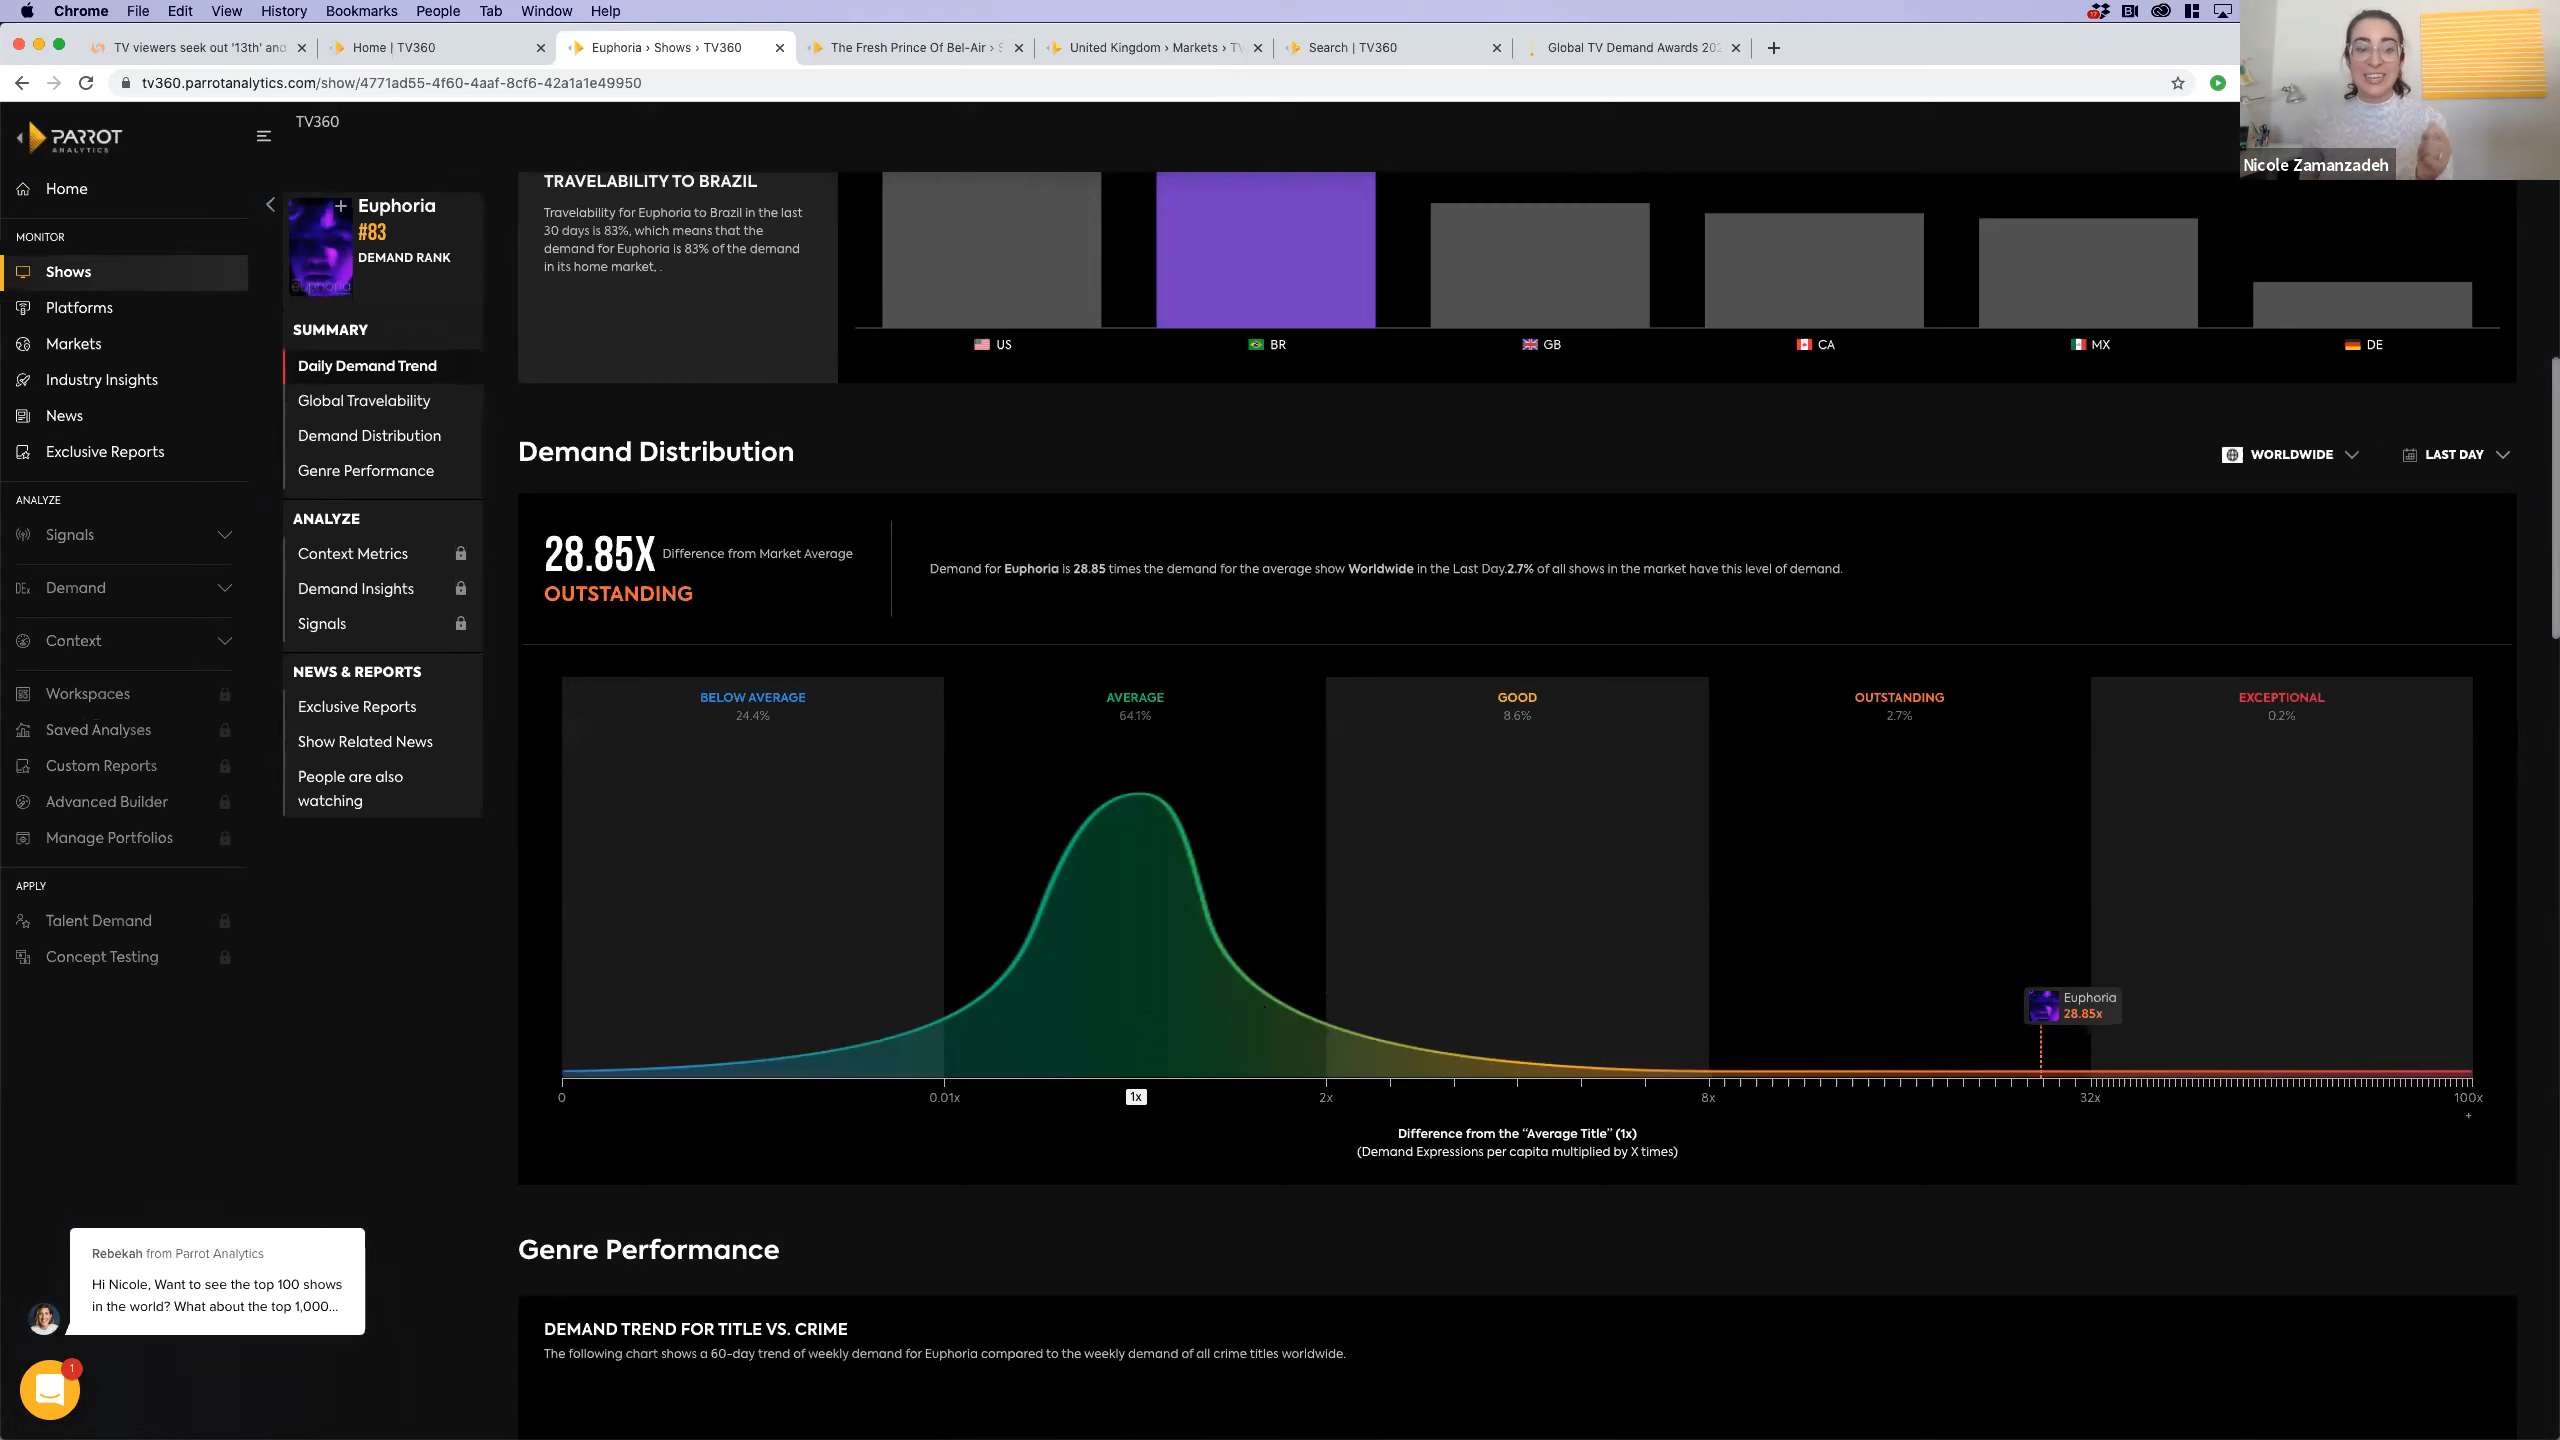 Chrome File Edit View History Bookmarks People Tab Window Help
TV viewers seek out '13th' and
Home | TV360
Euphoria › Shows › TV360
The Fresh Prince Of Bel-Air › S
United Kingdom › Markets › TV
Search | TV360
Global TV Demand Awards 202
tv360.parrotanalytics.com/show/4771ad55-4f60-4aaf-8cf6-42a1a1e49950
Nicole Zamanzadeh
PARROT
ANALYTICS
TV360
Home
MONITOR
Shows
Platforms
Markets
Industry Insights
News
Exclusive Reports
ANALYZE
Signals
Demand
Context
Workspaces
Saved Analyses
Custom Reports
Advanced Builder
Manage Portfolios
APPLY
Talent Demand
Concept Testing
Euphoria
#83
DEMAND RANK
euphoria
SUMMARY
Daily Demand Trend
Global Travelability
Demand Distribution
Genre Performance
ANALYZE
Context Metrics
Demand Insights
Signals
NEWS & REPORTS
Exclusive Reports
Show Related News
People are also
watching
TRAVELABILITY TO BRAZIL
Travelability for Euphoria to Brazil in the last
30 days is 83%, which means that the
demand for Euphoria is 83% of the demand
in its home market, .
US BR GB CA MX DE
Demand Distribution
WORLDWIDE
LAST DAY
28.85X Difference from Market Average
OUTSTANDING
Demand for Euphoria is 28.85 times the demand for the average show Worldwide in the Last Day.2.7% of all shows in the market have this level of demand.
BELOW AVERAGE
24.4%
AVERAGE
64.1%
GOOD
8.6%
OUTSTANDING
2.7%
EXCEPTIONAL
0.2%
Euphoria
28.85x
0 0.01x 1x 2x 8x 32x 100x
+
Difference from the “Average Title” (1x)
(Demand Expressions per capita multiplied by X times)
Genre Performance
DEMAND TREND FOR TITLE VS. CRIME
The following chart shows a 60-day trend of weekly demand for Euphoria compared to the weekly demand of all crime titles worldwide.
Rebekah from Parrot Analytics
Hi Nicole, Want to see the top 100 shows
in the world? What about the top 1,000...
1